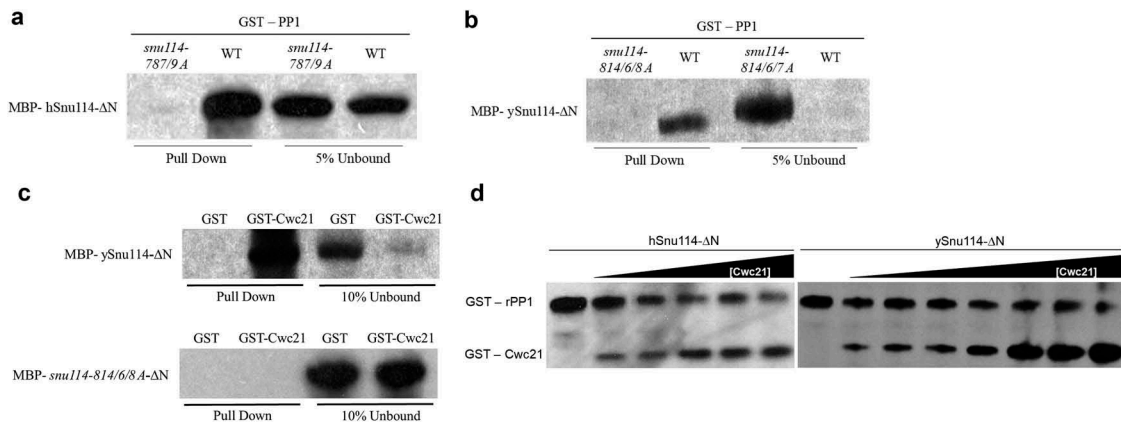 a
GST – PP1
snu114-787/9 A
WT
snu114-787/9 A
WT
MBP- hSnu114-ΔN
Pull Down
5% Unbound
b
GST – PP1
snu114-814/6/8 A
WT
snu114-814/6/7 A
WT
MBP- ySnu114-ΔN
Pull Down
5% Unbound
c
GST
GST-Cwc21
GST
GST-Cwc21
MBP- ySnu114-ΔN
Pull Down
10% Unbound
GST
GST-Cwc21
GST
GST-Cwc21
MBP- snu114-814/6/8 A-ΔN
Pull Down
10% Unbound
d
hSnu114-ΔN
ySnu114-ΔN
[Cwc21]
[Cwc21]
GST – rPP1
GST – Cwc21